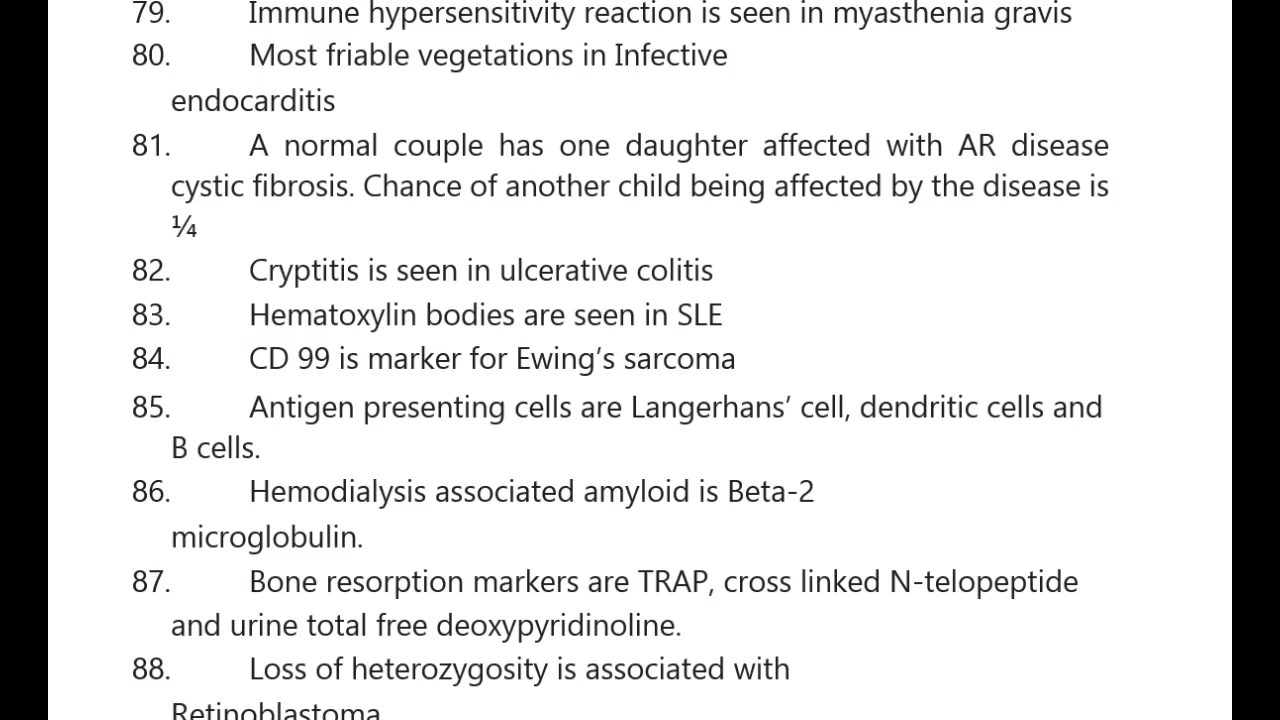 79. Immune hypersensitivity reaction is seen in myasthenia gravis
80. Most friable vegetations in Infective
endocarditis
81. A normal couple has one daughter affected with AR disease
cystic fibrosis. Chance of another child being affected by the disease is
¼
82. Cryptitis is seen in ulcerative colitis
83. Hematoxylin bodies are seen in SLE
84. CD 99 is marker for Ewing’s sarcoma
85. Antigen presenting cells are Langerhans’ cell, dendritic cells and
B cells.
86. Hemodialysis associated amyloid is Beta-2
microglobulin.
87. Bone resorption markers are TRAP, cross linked N-telopeptide
and urine total free deoxypyridinoline.
88. Loss of heterozygosity is associated with
Retinoblastoma